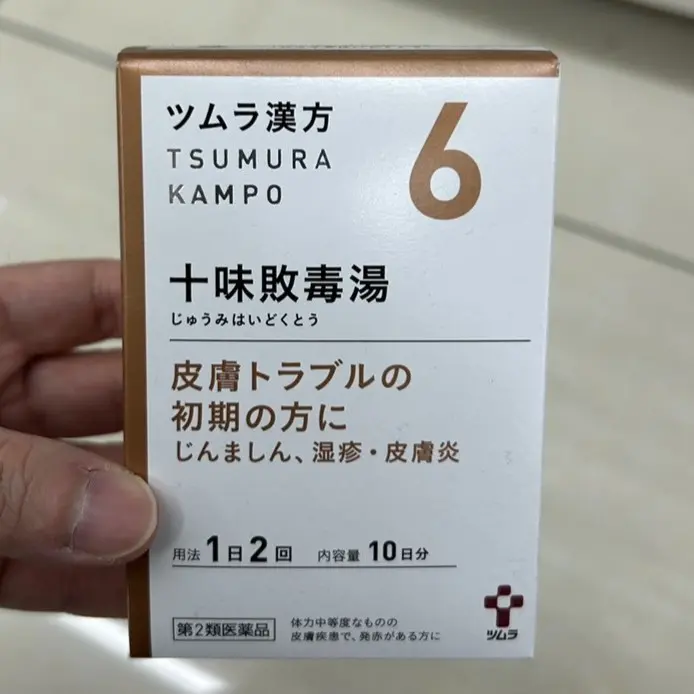 ツムラ漢方
TSUMURA
KAMPO
6
十味敗毒湯
じゅうみはいどくとう
皮膚トラブルの
初期の方に
じんましん、湿疹・皮膚炎
用法 1日2回 内容量 10日分
第2類医薬品
体力中等度なものの
皮膚疾患で、発赤がある方に
ツムラ